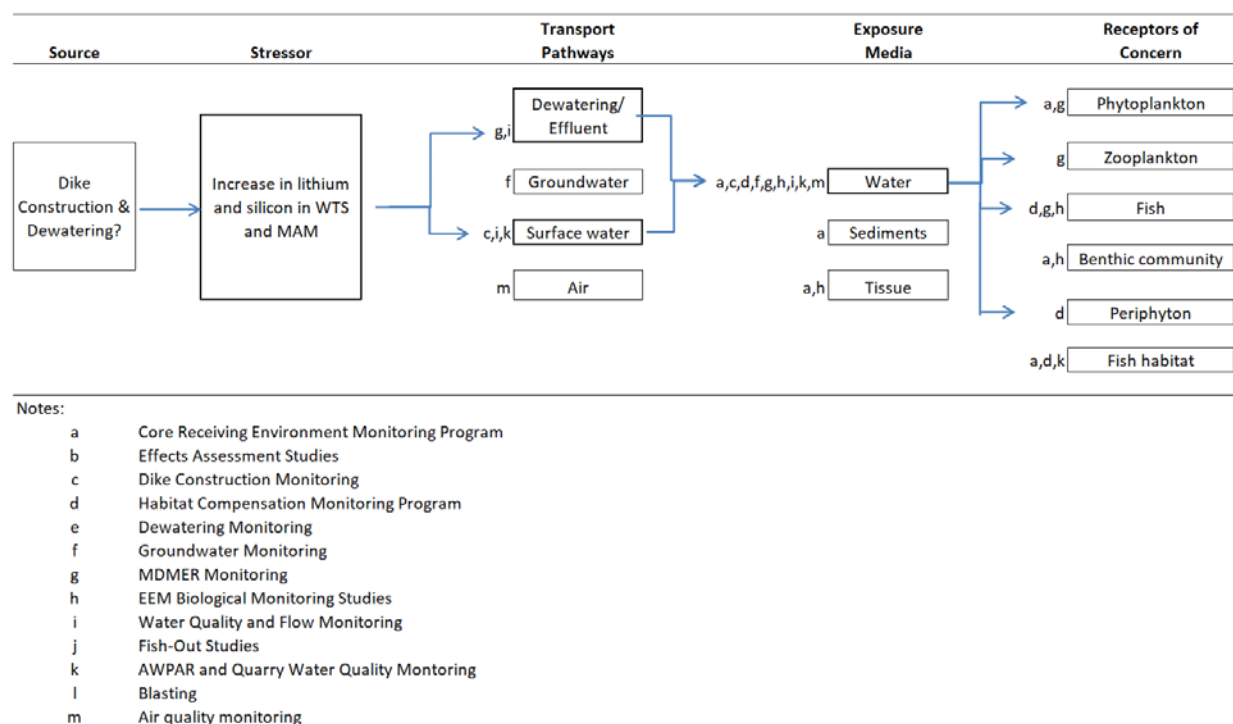 Source
Stressor
Transport
Pathways
Exposure
Media
Receptors of
Concern
Dike
Construction &
Dewatering?
Increase in lithium
and silicon in WTS
and MAM
g,i
Dewatering/
Effluent
f
Groundwater
c,i,k
Surface water
m
Air
a,c,d,f,g,h,i,k,m
Water
a
Sediments
a,h
Tissue
a,g
Phytoplankton
g
Zooplankton
d,g,h
Fish
a,h
Benthic community
d
Periphyton
a,d,k
Fish habitat
Notes:
a Core Receiving Environment Monitoring Program
b Effects Assessment Studies
c Dike Construction Monitoring
d Habitat Compensation Monitoring Program
e Dewatering Monitoring
f Groundwater Monitoring
g MDMER Monitoring
h EEM Biological Monitoring Studies
i Water Quality and Flow Monitoring
j Fish-Out Studies
k AWPAR and Quarry Water Quality Montoring
l Blasting
m Air quality monitoring